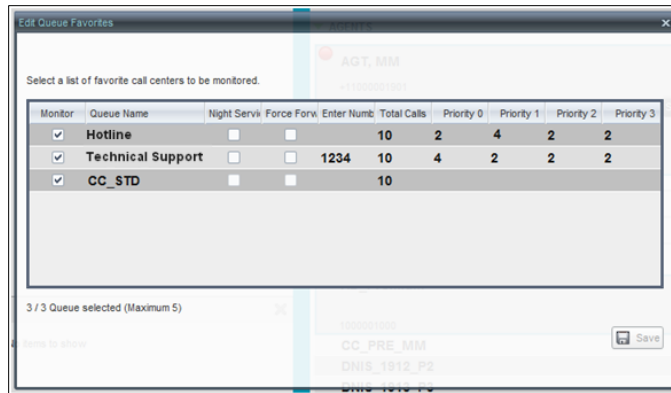 Edit Queue Favorites
AGENTS
AGT, MM
+11000001001
Select a list of favorite call centers to be monitored.
Monitor Queue Name Night Servi Force Forw Enter Numb Total Calls Priority 0 Priority 1 Priority 2 Priority 3
Hotline 10 2 4 2 2
Technical Support 1234 10 4 2 2 2
CC_STD 10
3 / 3 Queue selected (Maximum 5)
1000001000
Save
items to show
CC_PRE_MM
DNIS_1912_P2
DNIS_1913_P3